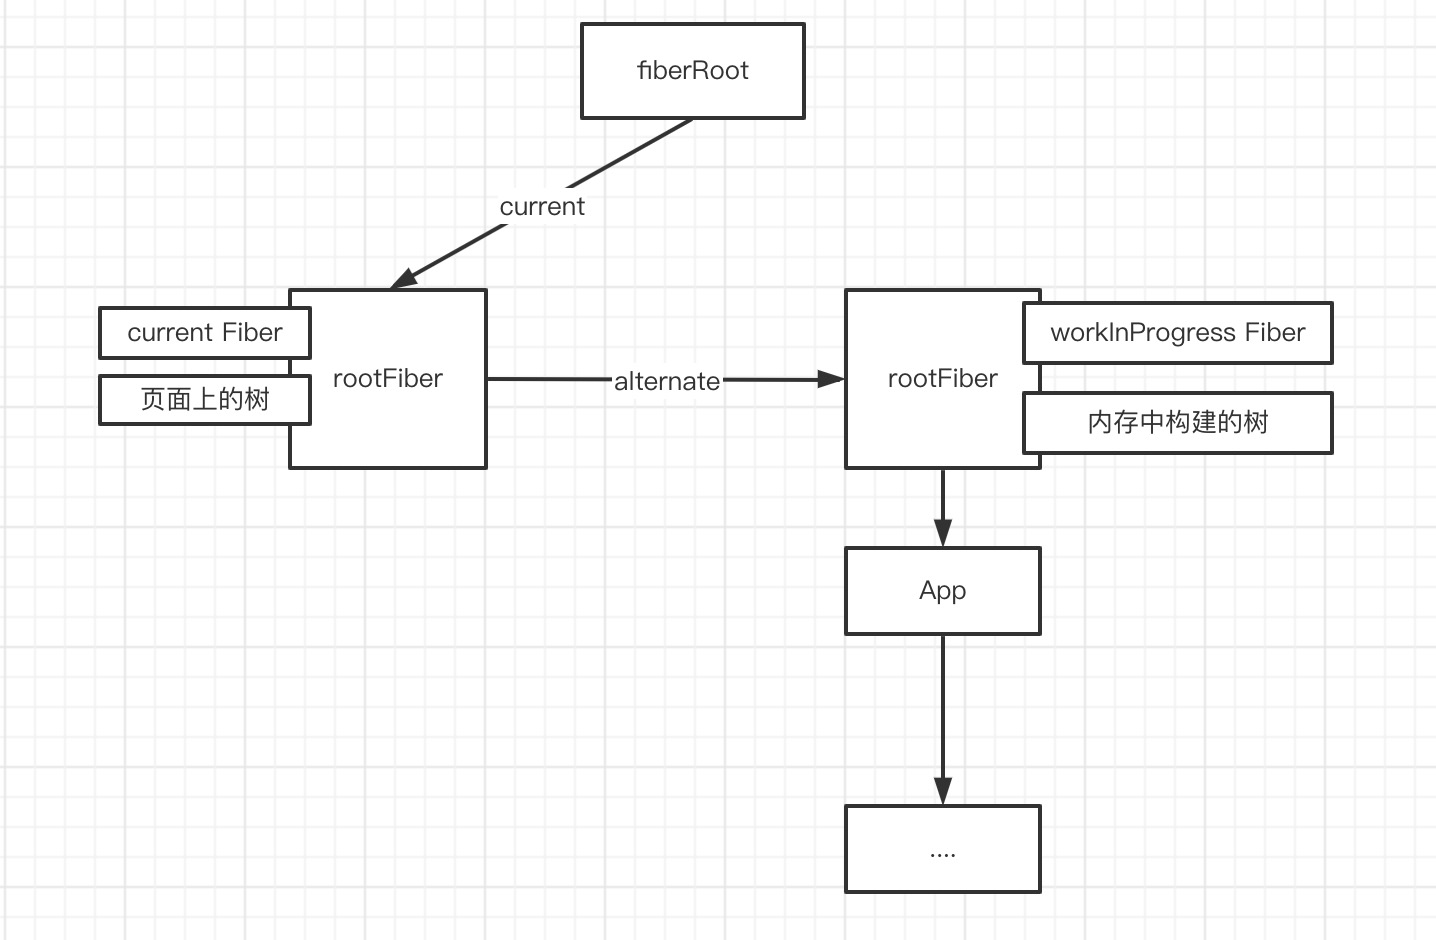 fiberRoot
current
current Fiber
页面上的树
rootFiber
alternate
rootFiber
workInProgress Fiber
内存中构建的树
App
....